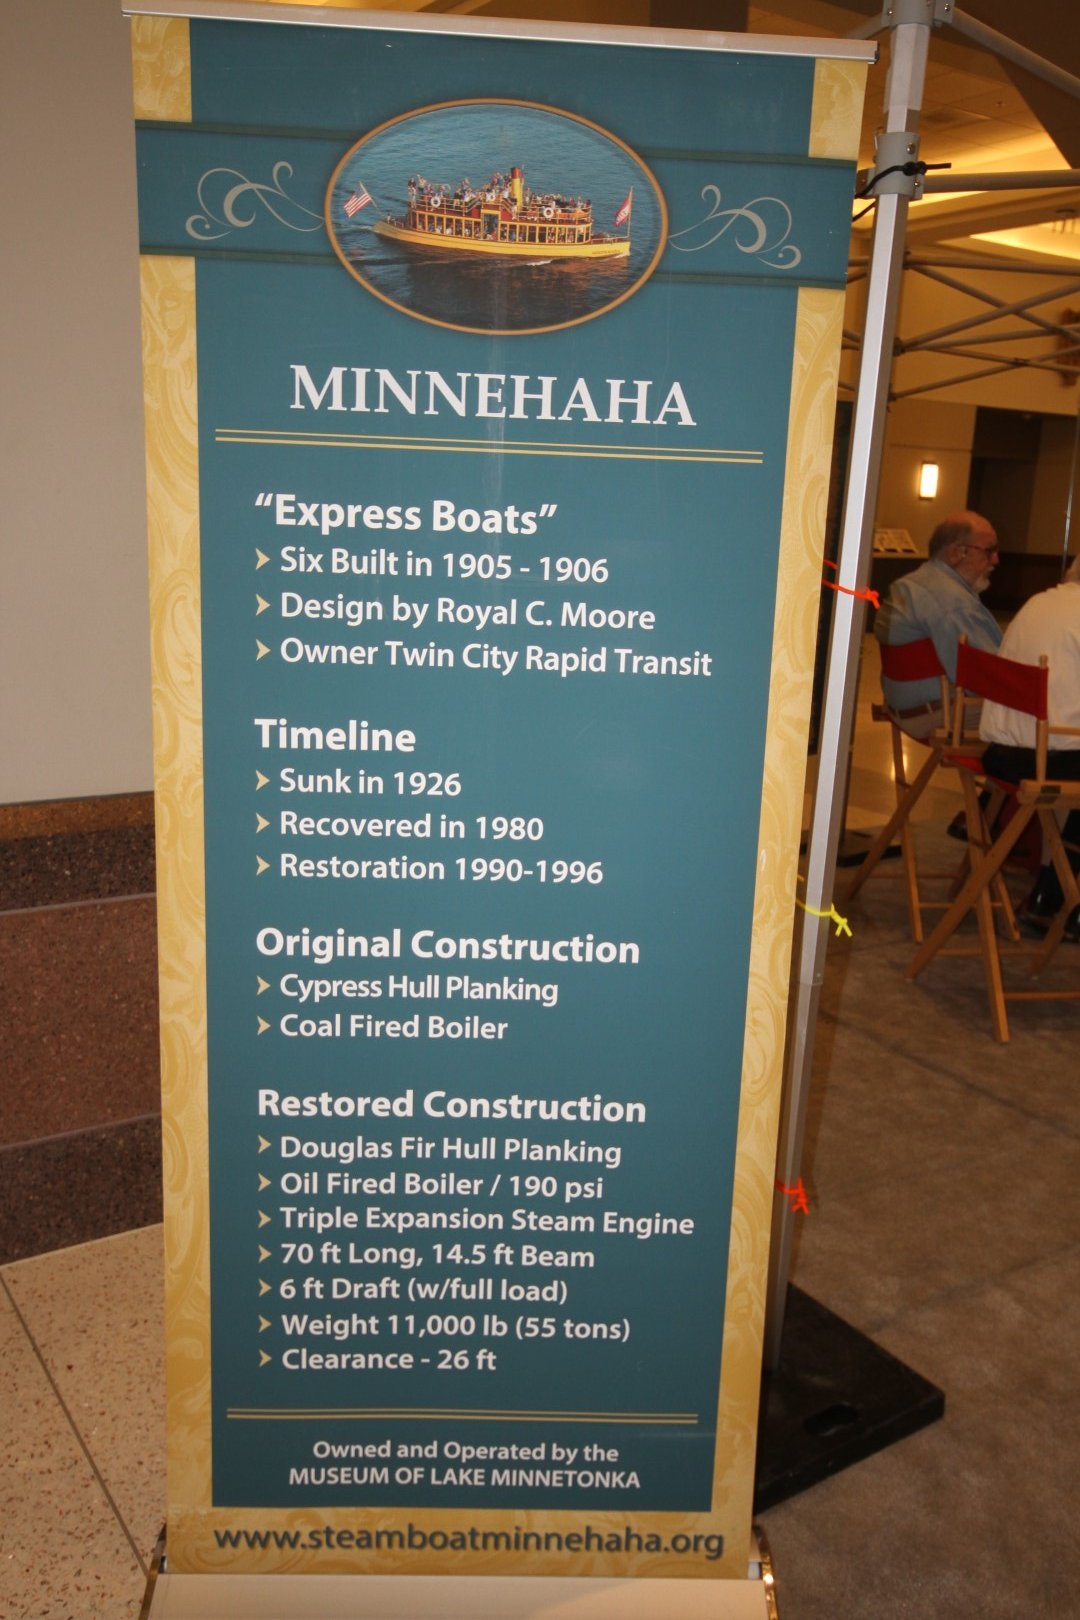 MINNEHAHA
“Express Boats”
Six Built in 1905 - 1906
Design by Royal C. Moore
Owner Twin City Rapid Transit
Timeline
Sunk in 1926
Recovered in 1980
Restoration 1990-1996
Original Construction
Cypress Hull Planking
Coal Fired Boiler
Restored Construction
Douglas Fir Hull Planking
Oil Fired Boiler / 190 psi
Triple Expansion Steam Engine
70 ft Long, 14.5 ft Beam
6 ft Draft (w/full load)
Weight 11,000 lb (55 tons)
Clearance - 26 ft
Owned and Operated by the
MUSEUM OF LAKE MINNETONKA
www.steamboatminnehaha.org